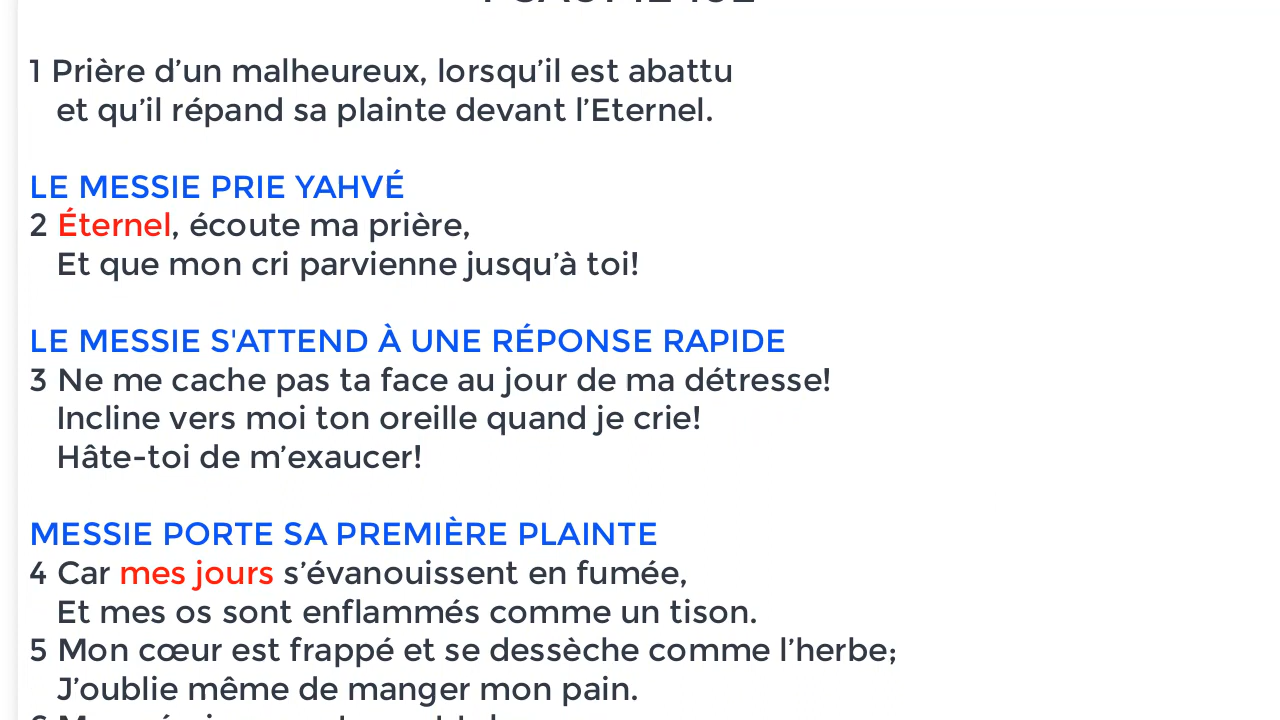 1 Prière d’un malheureux, lorsqu’il est abattu
et qu’il répand sa plainte devant l’Eternel.
LE MESSIE PRIE YAHVÉ
2 Éternel, écoute ma prière,
Et que mon cri parvienne jusqu’à toi!
LE MESSIE S'ATTEND À UNE RÉPONSE RAPIDE
3 Ne me cache pas ta face au jour de ma détresse!
Incline vers moi ton oreille quand je crie!
Hâte-toi de m’exaucer!
MESSIE PORTE SA PREMIÈRE PLAINTE
4 Car mes jours s’évanouissent en fumée,
Et mes os sont enflammés comme un tison.
5 Mon cœur est frappé et se dessèche comme l’herbe;
J’oublie même de manger mon pain.